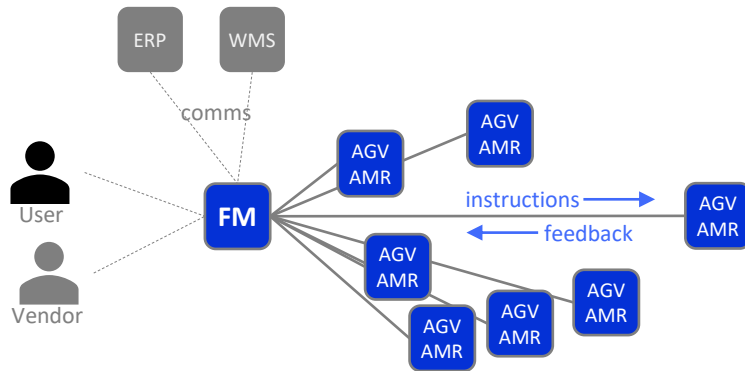 ERP
WMS
comms
User
Vendor
FM
AGV
AMR
AGV
AMR
instructions
feedback
AGV
AMR
AGV
AMR
AGV
AMR
AGV
AMR
AGV
AMR